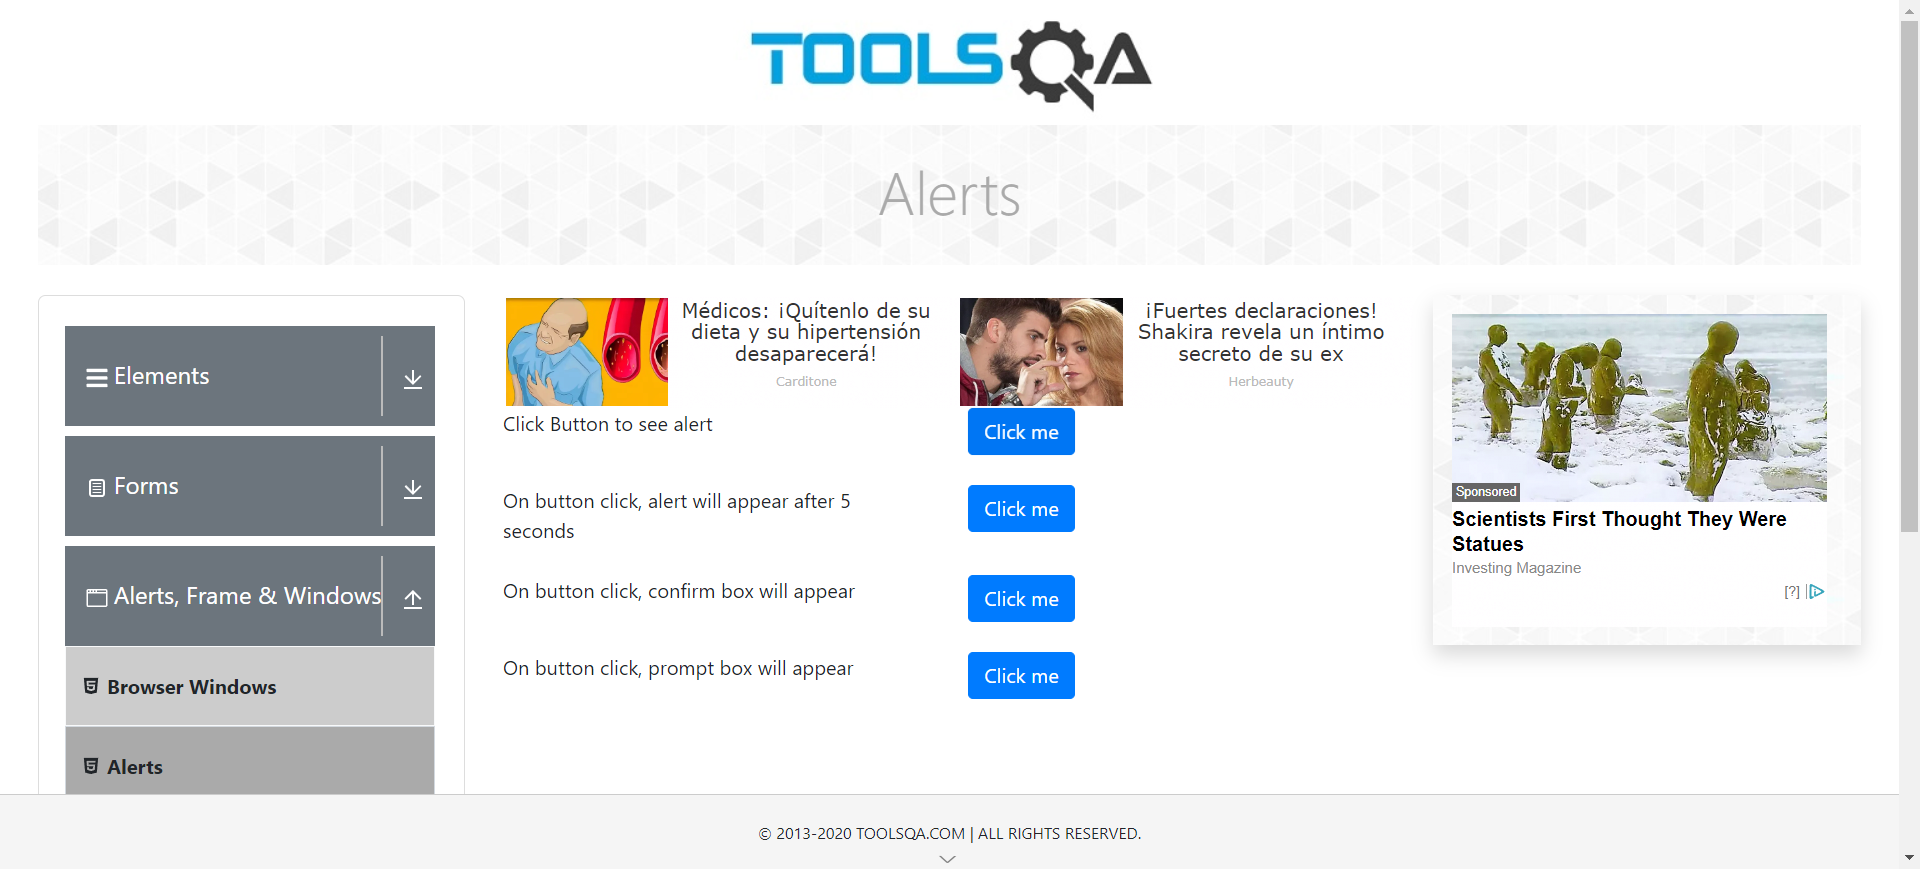 TOOLSQA
Alerts
Elements
Forms
Alerts, Frame & Windows
Browser Windows
Alerts
Médicos: ¡Quítenlo de su
dieta y su hipertensión
desaparecerá!
Carditone
¡Fuertes declaraciones!
Shakira revela un íntimo
secreto de su ex
Herbeauty
Click Button to see alert
Click me
On button click, alert will appear after 5
seconds
Click me
On button click, confirm box will appear
Click me
On button click, prompt box will appear
Click me
Sponsored
Scientists First Thought They Were
Statues
Investing Magazine
[?]
© 2013-2020 TOOLSQA.COM | ALL RIGHTS RESERVED.